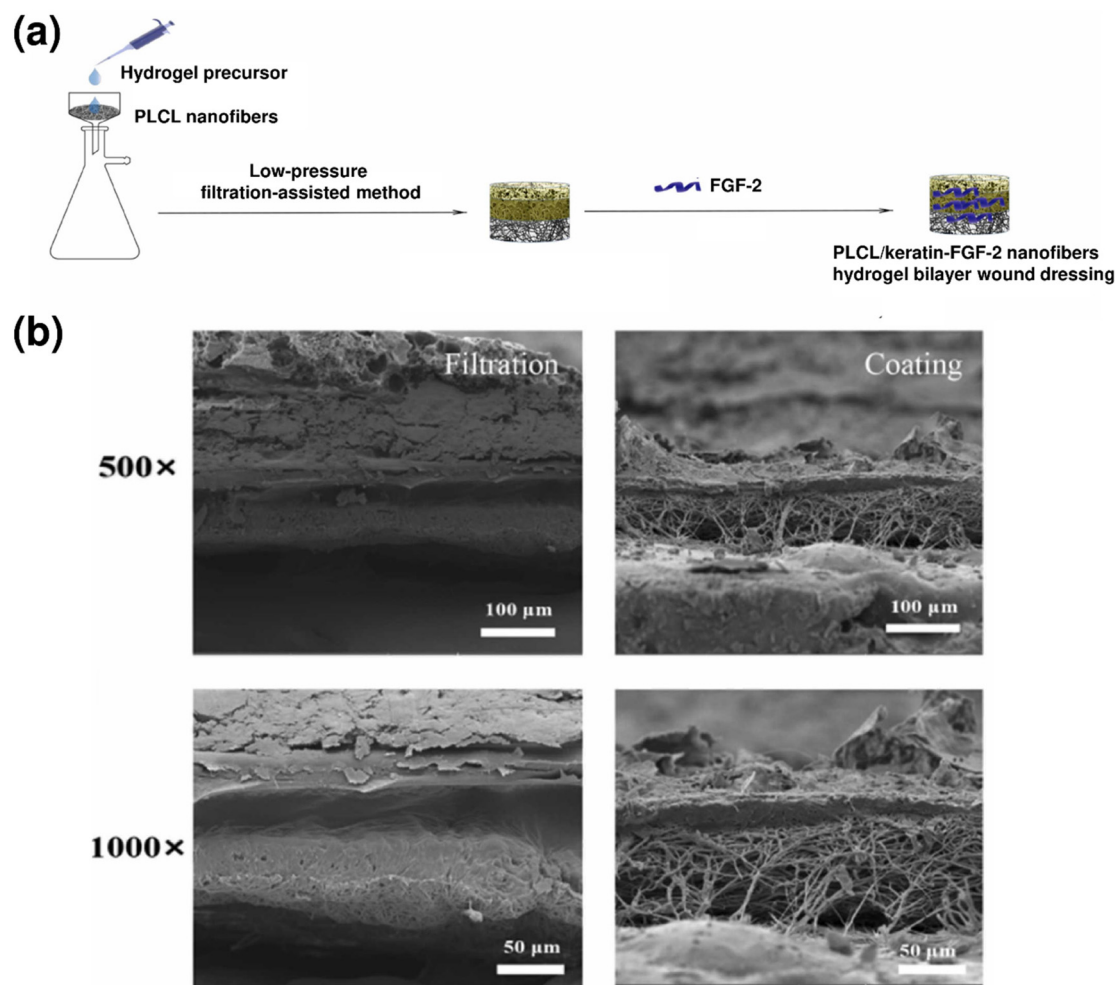 (a)
Hydrogel precursor
PLCL nanofibers
Low-pressure
filtration-assisted method
FGF-2
PLCL/keratin-FGF-2 nanofibers
hydrogel bilayer wound dressing
(b)
Filtration
Coating
500×
100 μm
100 μm
1000×
50 μm
50 μm